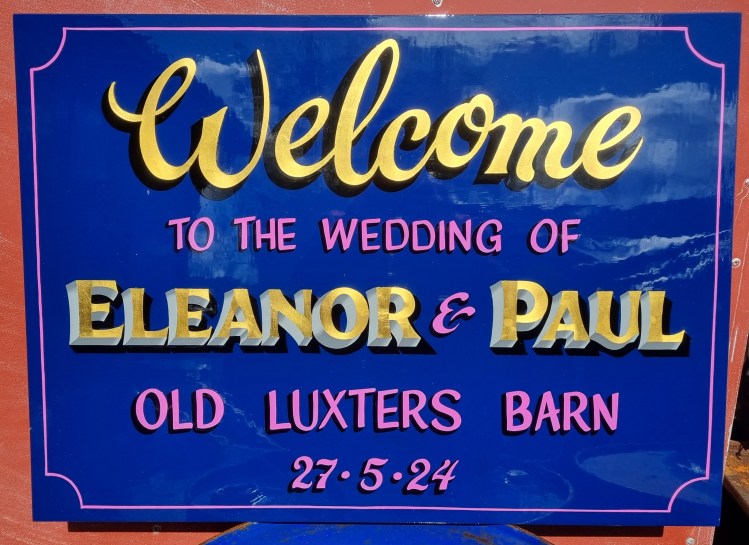 Welcome
TO THE WEDDING OF
ELEANOR & PAUL
OLD LUXTERS BARN
27·5·24